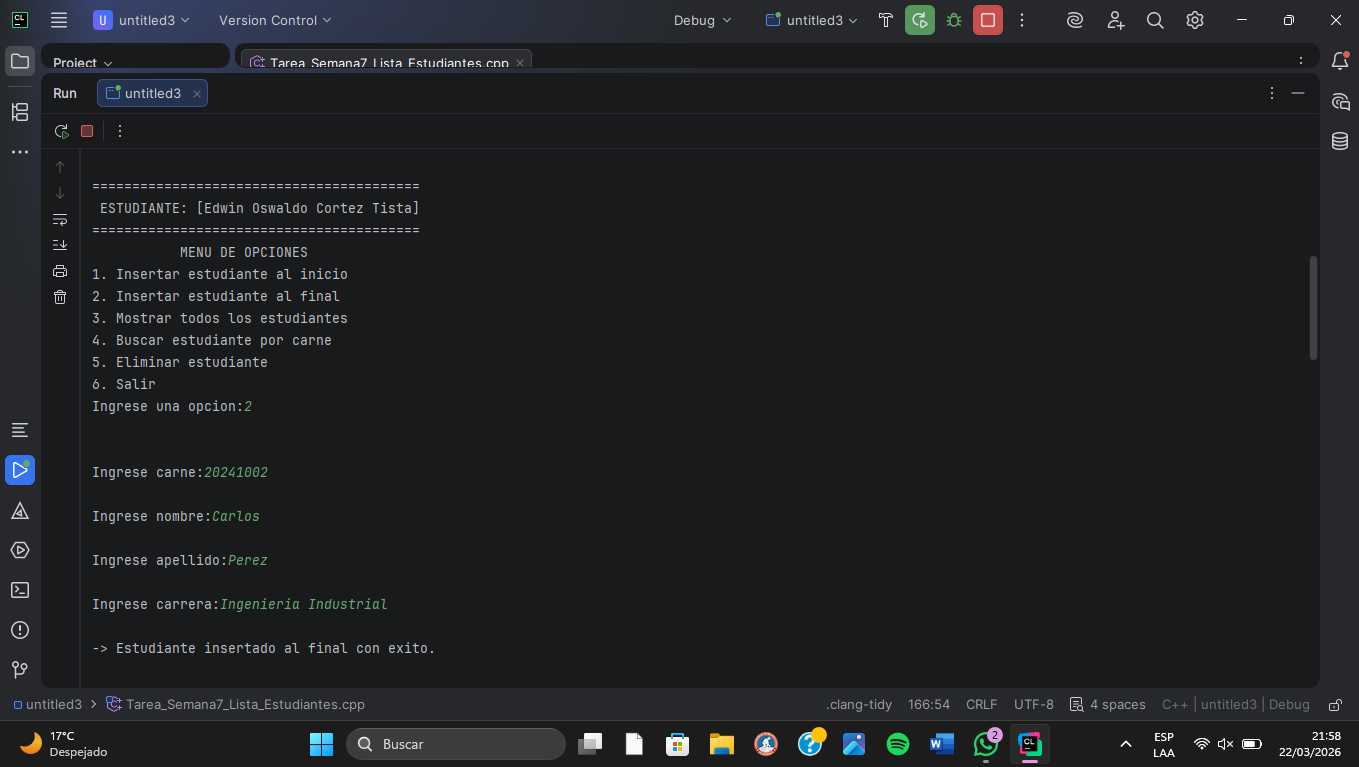 CL
U untitled3
Version Control
Debug
untitled3
Project
Tarea_Semana7_Lista_Estudiantes.cpp
Run
untitled3
=========================================
ESTUDIANTE: [Edwin Oswaldo Cortez Tista]
=========================================
MENU DE OPCIONES
1. Insertar estudiante al inicio
2. Insertar estudiante al final
3. Mostrar todos los estudiantes
4. Buscar estudiante por carne
5. Eliminar estudiante
6. Salir
Ingrese una opcion:2
Ingrese carne:20241002
Ingrese nombre:Carlos
Ingrese apellido:Perez
Ingrese carrera:Ingenieria Industrial
-> Estudiante insertado al final con exito.
untitled3 > Tarea_Semana7_Lista_Estudiantes.cpp
.clang-tidy 166:54 CRLF UTF-8 4 spaces C++ | untitled3 | Debug
17°C
Despejado
Buscar
2
CL
ESP
LAA
21:58
22/03/2026